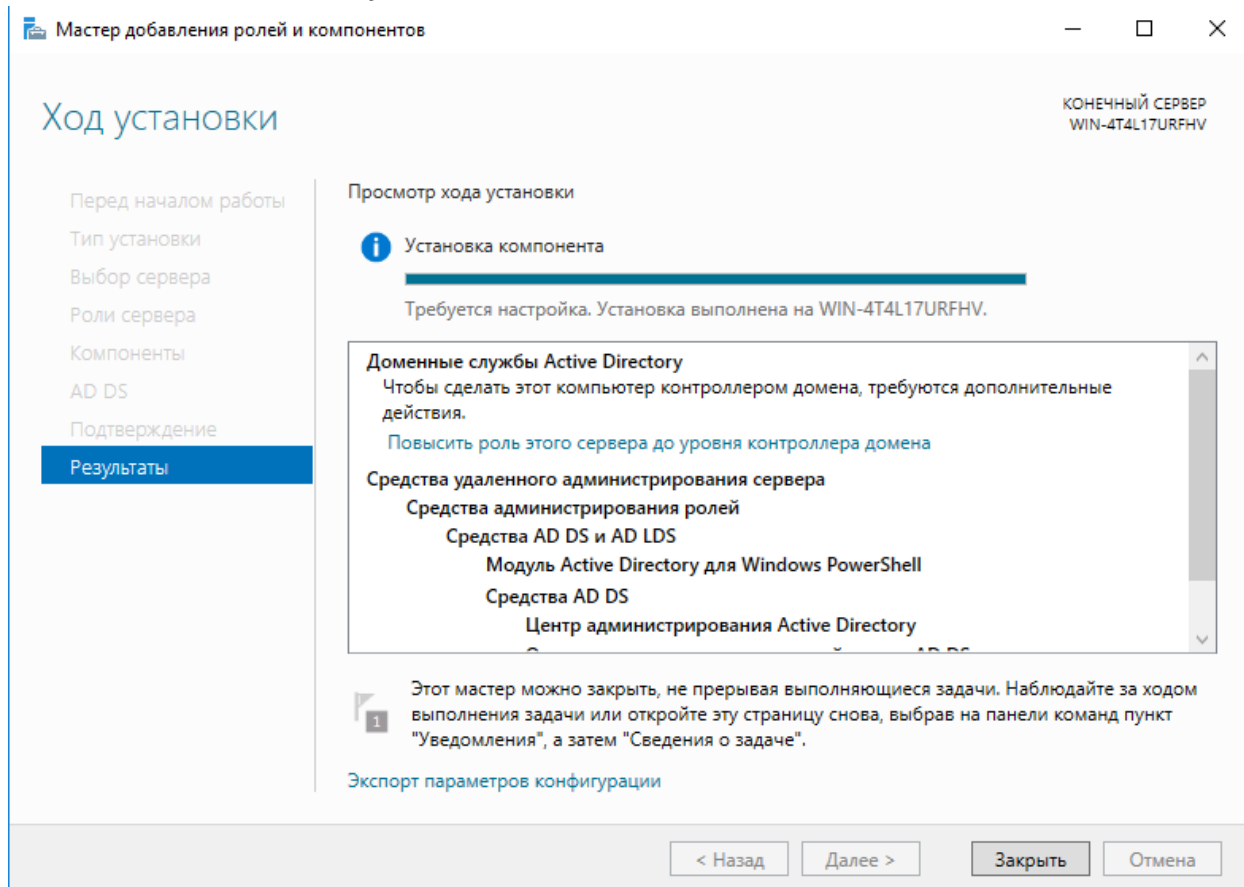 Мастер добавления ролей и компонентов
Ход установки
КОНЕЧНЫЙ СЕРВЕР
WIN-4T4L17URFHV
Перед началом работы
Тип установки
Выбор сервера
Роли сервера
Компоненты
AD DS
Подтверждение
Результаты
Просмотр хода установки
Установка компонента
Требуется настройка. Установка выполнена на WIN-4T4L17URFHV.
Доменные службы Active Directory
Чтобы сделать этот компьютер контроллером домена, требуются дополнительные
действия.
Повысить роль этого сервера до уровня контроллера домена
Средства удаленного администрирования сервера
Средства администрирования ролей
Средства AD DS и AD LDS
Модуль Active Directory для Windows PowerShell
Средства AD DS
Центр администрирования Active Directory
1
Этот мастер можно закрыть, не прерывая выполняющиеся задачи. Наблюдайте за ходом
выполнения задачи или откройте эту страницу снова, выбрав на панели команд пункт
"Уведомления", а затем "Сведения о задаче".
Экспорт параметров конфигурации
< Назад
Далее >
Закрыть
Отмена